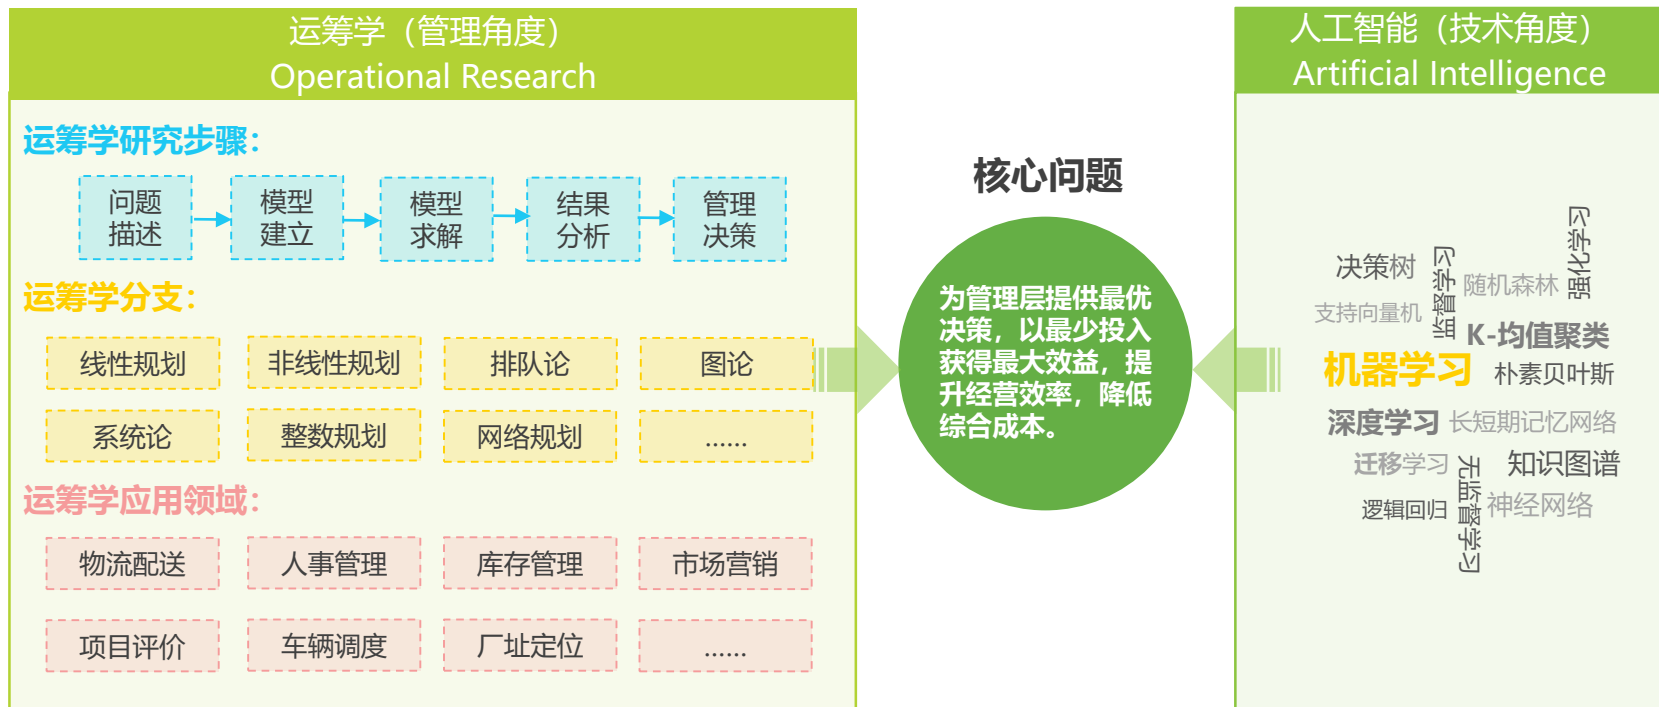 运筹学（管理角度）
Operational Research
运筹学研究步骤：
问题
描述
模型
建立
模型
求解
结果
分析
管理
决策
运筹学分支：
线性规划
非线性规划
排队论
图论
系统论
整数规划
网络规划
......
运筹学应用领域：
物流配送
人事管理
库存管理
市场营销
项目评价
车辆调度
厂址定位
......
核心问题
为管理层提供最优
决策，以最少投入
获得最大效益，提
升经营效率，降低
综合成本。
人工智能（技术角度）
Artificial Intelligence
强化学习
决策树
监督学习
随机森林
支持向量机
K-均值聚类
机器学习
朴素贝叶斯
深度学习
长短期记忆网络
迁移学习
无监督学习
知识图谱
逻辑回归
神经网络